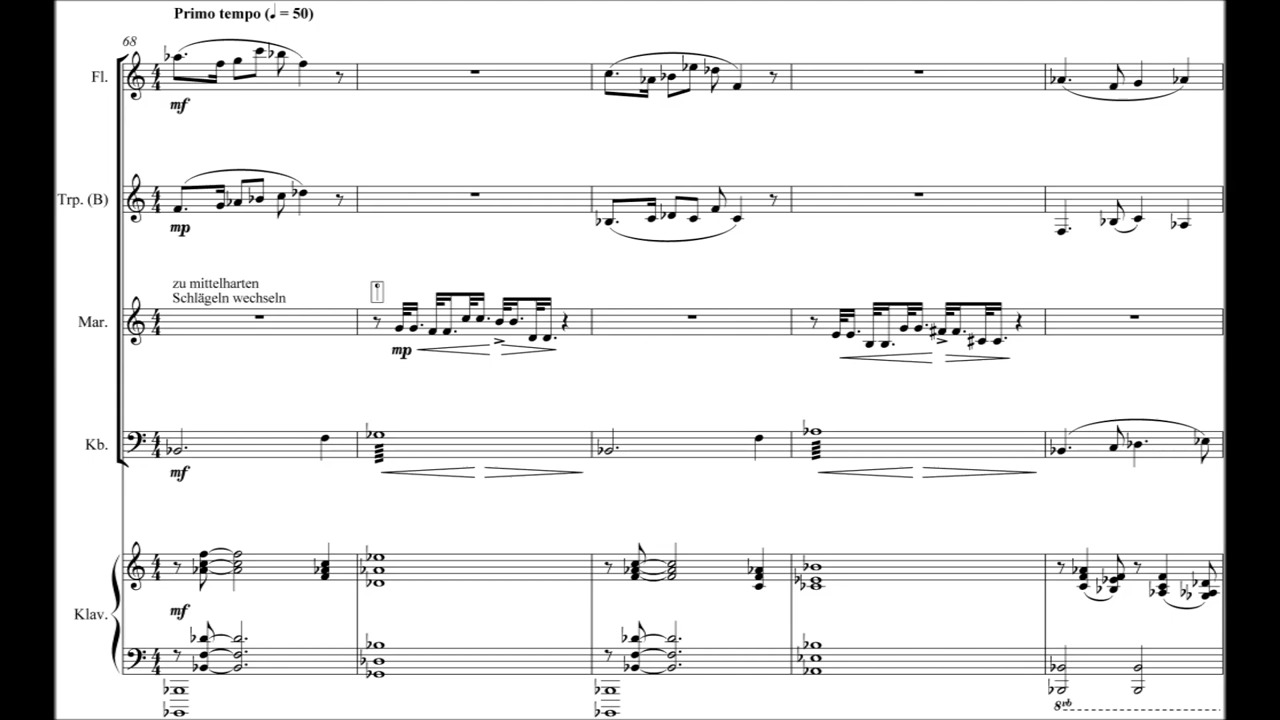 Primo tempo (♩ = 50)
68
Fl.
mf
Trp. (B)
mp
zu mittelharten
Schlägeln wechseln
Mar.
mp
Kb.
mf
Klav.
mf
8vb